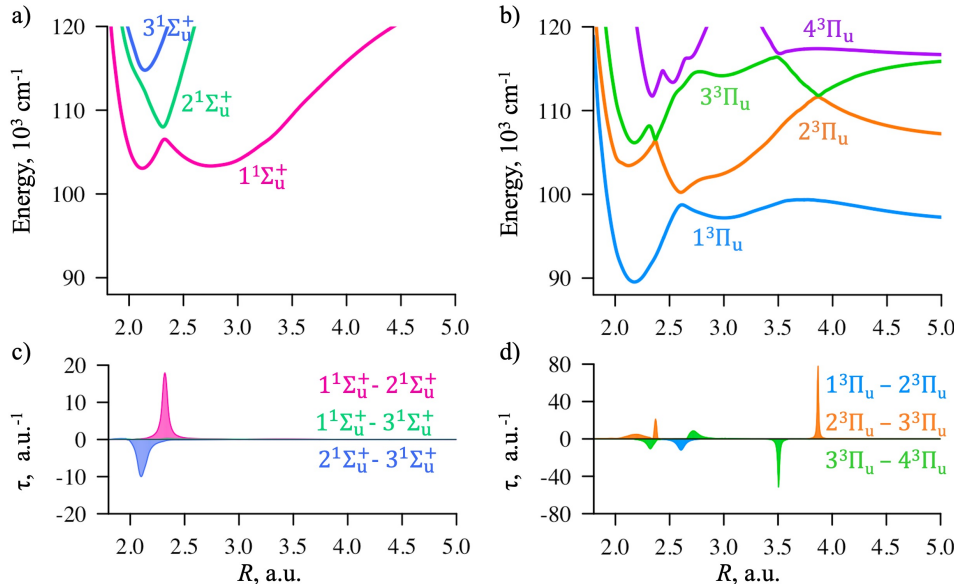 a)
Energy, 10³ cm⁻¹
120
110
100
90
3¹Σᵤ⁺
2¹Σᵤ⁺
1¹Σᵤ⁺
2.0 2.5 3.0 3.5 4.0 4.5 5.0
b)
Energy, 10³ cm⁻¹
120
110
100
90
4³Πᵤ
3³Πᵤ
2³Πᵤ
1³Πᵤ
2.0 2.5 3.0 3.5 4.0 4.5 5.0
c)
τ, a.u.⁻¹
20
10
0
-10
-20
1¹Σᵤ⁺- 2¹Σᵤ⁺
1¹Σᵤ⁺- 3¹Σᵤ⁺
2¹Σᵤ⁺- 3¹Σᵤ⁺
2.0 2.5 3.0 3.5 4.0 4.5 5.0
R, a.u.
d)
τ, a.u.⁻¹
80
40
0
-40
-80
1³Πᵤ – 2³Πᵤ
2³Πᵤ – 3³Πᵤ
3³Πᵤ – 4³Πᵤ
2.0 2.5 3.0 3.5 4.0 4.5 5.0
R, a.u.